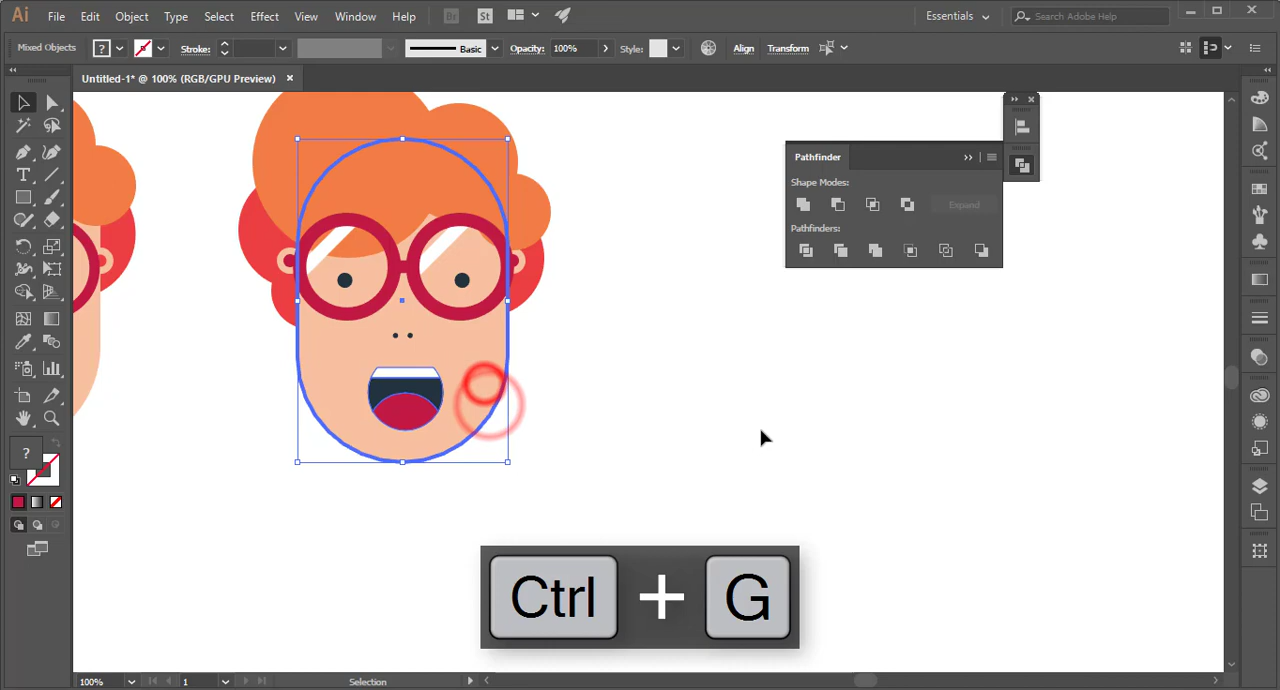 Ai File Edit Object Type Select Effect View Window Help Br St Essentials Search Adobe Help
Mixed Objects ? Stroke: Basic Opacity: 100% Style: Align Transform
Untitled-1* @ 100% (RGB/GPU Preview) ×
Pathfinder
Shape Modes:
Expand
Pathfinders:
T
?
Ctrl + G
100% 1 Selection